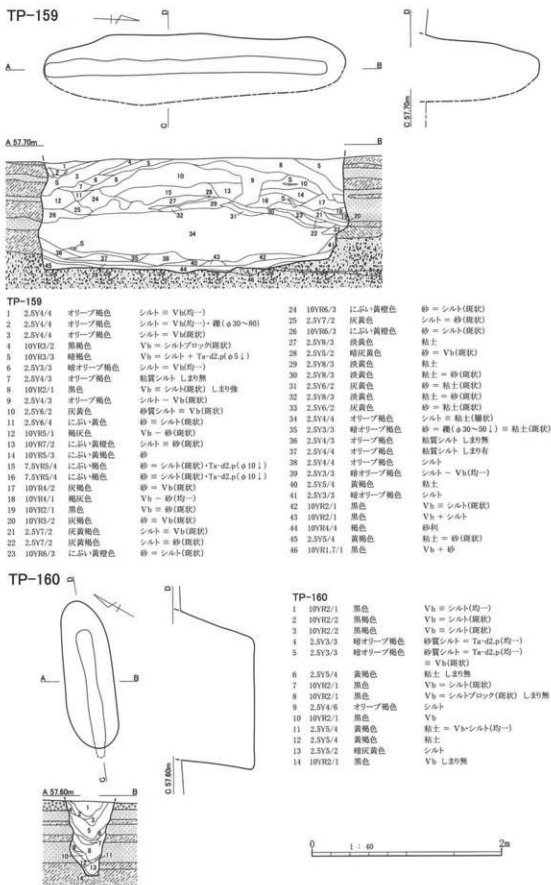 TP-159
D
A
B
C
D
C 57.70m
A 57.70m
B
TP-159
1 2.5Y4/4 オリーブ褐色 シルト ≡ Vb(均一)
2 2.5Y4/4 オリーブ褐色 シルト = Vb(均一)・礫(φ30~80)
3 2.5Y4/4 オリーブ褐色 シルト = Vb(斑状)
4 10YR3/2 黒褐色 Vb = シルトブロック(斑状)
5 10YR3/3 暗褐色 Vb = シルト + Ta-d2.p(φ5↓)
6 2.5Y3/3 暗オリーブ褐色 シルト = Vb(均一)
7 2.5Y4/3 オリーブ褐色 粘質シルト しまり無
8 10YR2/1 黒色 Vb ≡ シルト(斑状) しまり強
9 2.5Y4/3 オリーブ褐色 シルト − Vb(斑状)
10 2.5Y6/2 灰黄色 砂質シルト ≡ Vb(斑状)
11 2.5Y6/4 にぶい黄色 砂 = シルト(斑状)
12 10YR5/1 褐灰色 Vb − 砂(斑状)
13 10YR7/2 にぶい黄橙色 シルト ≡ 砂(斑状)
14 10YR5/3 にぶい黄褐色 砂
15 7.5YR5/4 にぶい褐色 砂 = シルト(斑状)・Ta-d2.p(φ10↓)
16 7.5YR5/4 にぶい褐色 砂 = シルト(斑状)・Ta-d2.p(φ10↓)
17 10YR4/2 灰褐色 砂 = Vb(斑状)
18 10YR4/1 褐灰色 Vb − 砂(均一)
19 10YR2/1 黒色 Vb ≡ 砂(斑状)
20 10YR5/2 灰褐色 砂 ≡ Vb(斑状)
21 2.5Y7/2 灰黄褐色 シルト ≡ 砂(斑状)
22 2.5Y7/2 灰黄褐色 シルト = 砂(斑状)
23 10YR6/3 にぶい黄橙色 砂 = シルト(斑状)
24 10YR6/3 にぶい黄橙色 砂 = シルト(斑状)
25 2.5Y7/2 灰黄色 シルト = 砂(斑状)
26 10YR6/3 にぶい黄橙色 砂 = シルト(斑状)
27 2.5Y8/3 淡黄色 粘土
28 2.5Y5/2 暗灰黄色 砂 = Vb(斑状)
29 2.5Y8/3 淡黄色 粘土
30 2.5Y8/3 淡黄色 粘土 = 砂(斑状)
31 2.5Y6/2 灰黄色 砂 = 粘土(斑状)
32 2.5Y8/3 淡黄色 粘土 = 砂(斑状)
33 2.5Y6/2 灰黄色 砂 = 粘土(斑状)
34 2.5Y4/4 オリーブ褐色 シルト ≡ 粘土(層状)
35 2.5Y3/3 暗オリーブ褐色 砂 = 礫(φ30~50↓) ≡ 粘土(斑状)
36 2.5Y4/3 オリーブ褐色 粘質シルト しまり無
37 2.5Y4/4 オリーブ褐色 粘質シルト しまり有
38 2.5Y4/4 オリーブ褐色 シルト
39 2.5Y3/3 暗オリーブ褐色 シルト − Vb(均一)
40 2.5Y5/4 黄褐色 粘土
41 2.5Y3/3 暗オリーブ褐色 シルト
42 10YR2/1 黒色 Vb ≡ シルト(斑状)
43 10YR2/1 黒色 Vb + シルト
44 10YR4/4 褐色 砂利
45 2.5Y5/4 黄褐色 粘土 = 砂(斑状)
46 10YR1.7/1 黒色 Vb + 砂
TP-160
D
A
B
C
D
C 57.60m
A 57.60m
B
TP-160
1 10YR2/1 黒色 Vb ≡ シルト(均一)
2 10YR2/2 黒褐色 Vb = シルト(斑状)
3 10YR2/2 黒褐色 Vb = シルト(斑状)
4 2.5Y3/3 暗オリーブ褐色 砂質シルト = Ta-d2.p(均一)
5 2.5Y3/3 暗オリーブ褐色 砂質シルト = Ta-d2.p(均一)
≡ Vb(斑状)
6 2.5Y5/4 黄褐色 粘土 しまり無
7 10YR2/1 黒色 Vb = シルト(斑状)
8 10YR2/1 黒色 Vb = シルトブロック(斑状) しまり無
9 2.5Y4/6 オリーブ褐色 シルト
10 10YR2/1 黒色 Vb
11 2.5Y5/4 黄褐色 粘土 = Vb・シルト(均一)
12 2.5Y5/4 黄褐色 粘土
13 2.5Y5/2 暗灰黄色 シルト
14 10YR2/1 黒色 Vb しまり無
0 1 : 40 2m